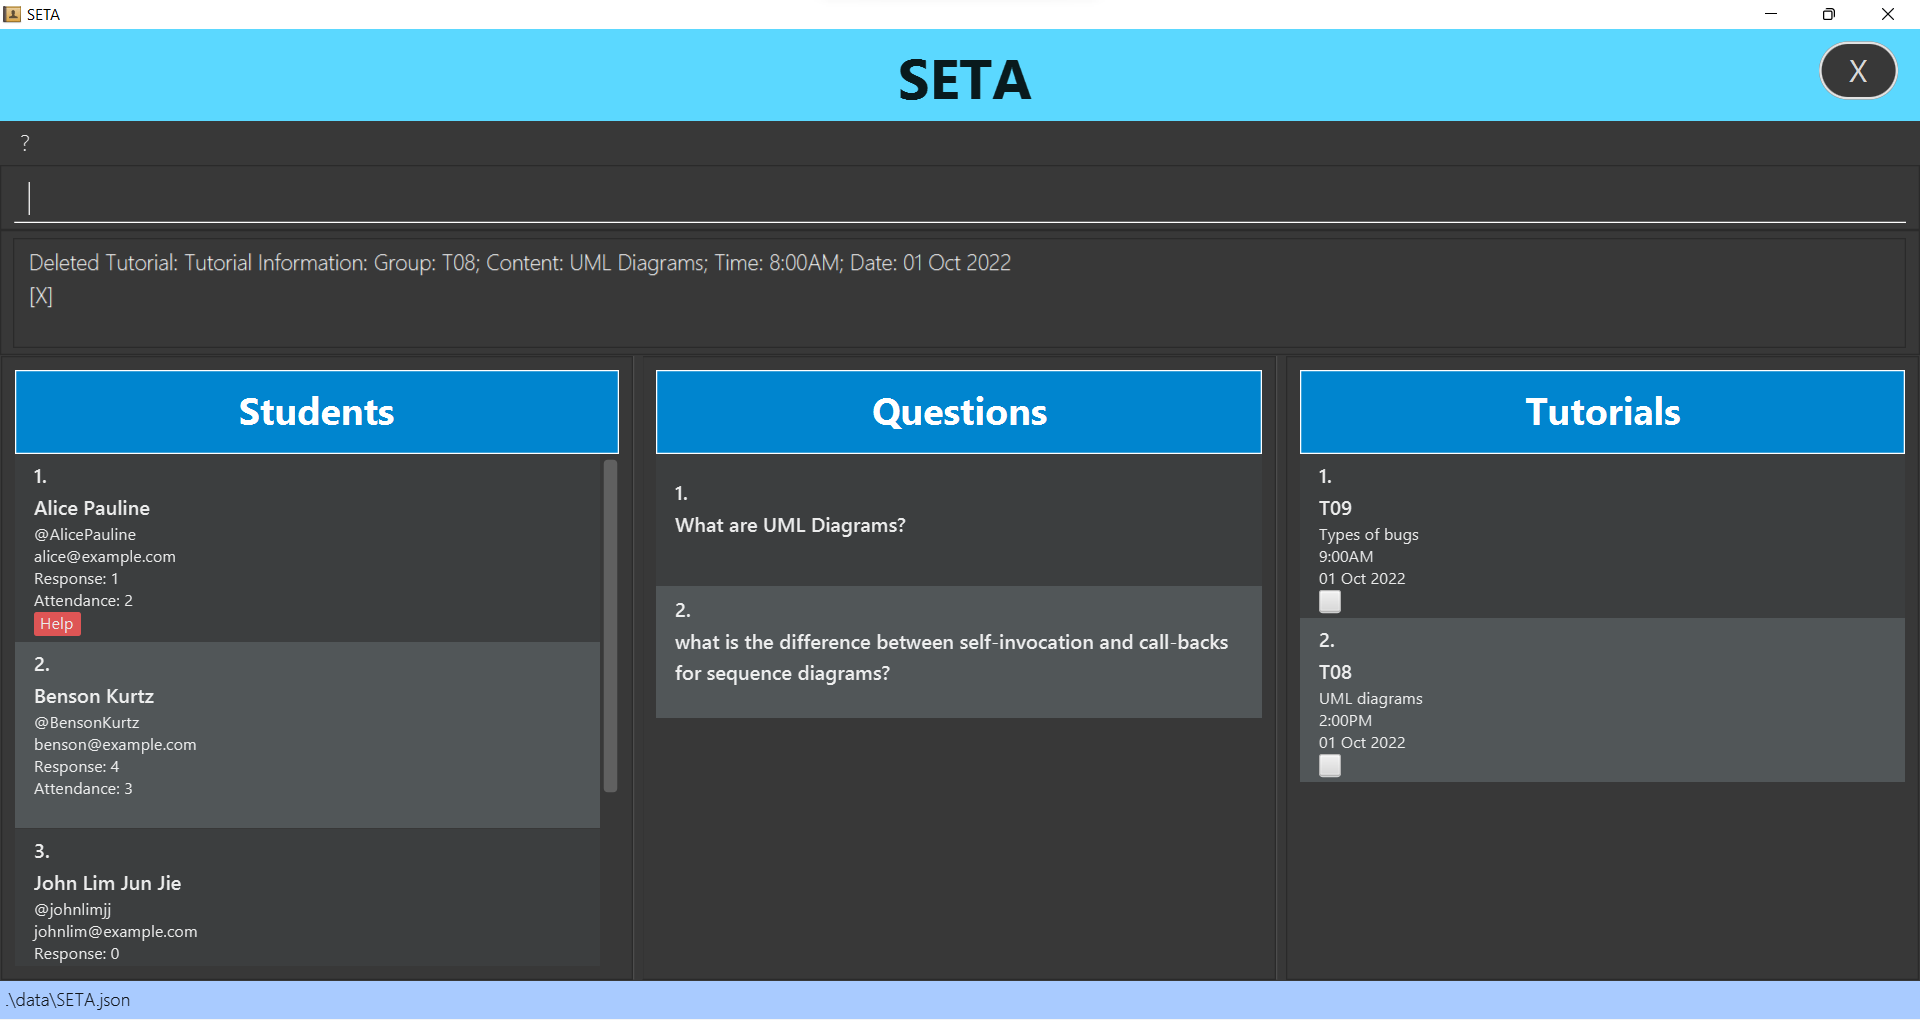 SETA
SETA
X
?
Deleted Tutorial: Tutorial Information: Group: T08; Content: UML Diagrams; Time: 8:00AM; Date: 01 Oct 2022
[X]
Students
1.
Alice Pauline
@AlicePauline
alice@example.com
Response: 1
Attendance: 2
Help
2.
Benson Kurtz
@BensonKurtz
benson@example.com
Response: 4
Attendance: 3
3.
John Lim Jun Jie
@johnlimjj
johnlim@example.com
Response: 0
Questions
1.
What are UML Diagrams?
2.
what is the difference between self-invocation and call-backs
for sequence diagrams?
Tutorials
1.
T09
Types of bugs
9:00AM
01 Oct 2022
2.
T08
UML diagrams
2:00PM
01 Oct 2022
.\data\SETA.json